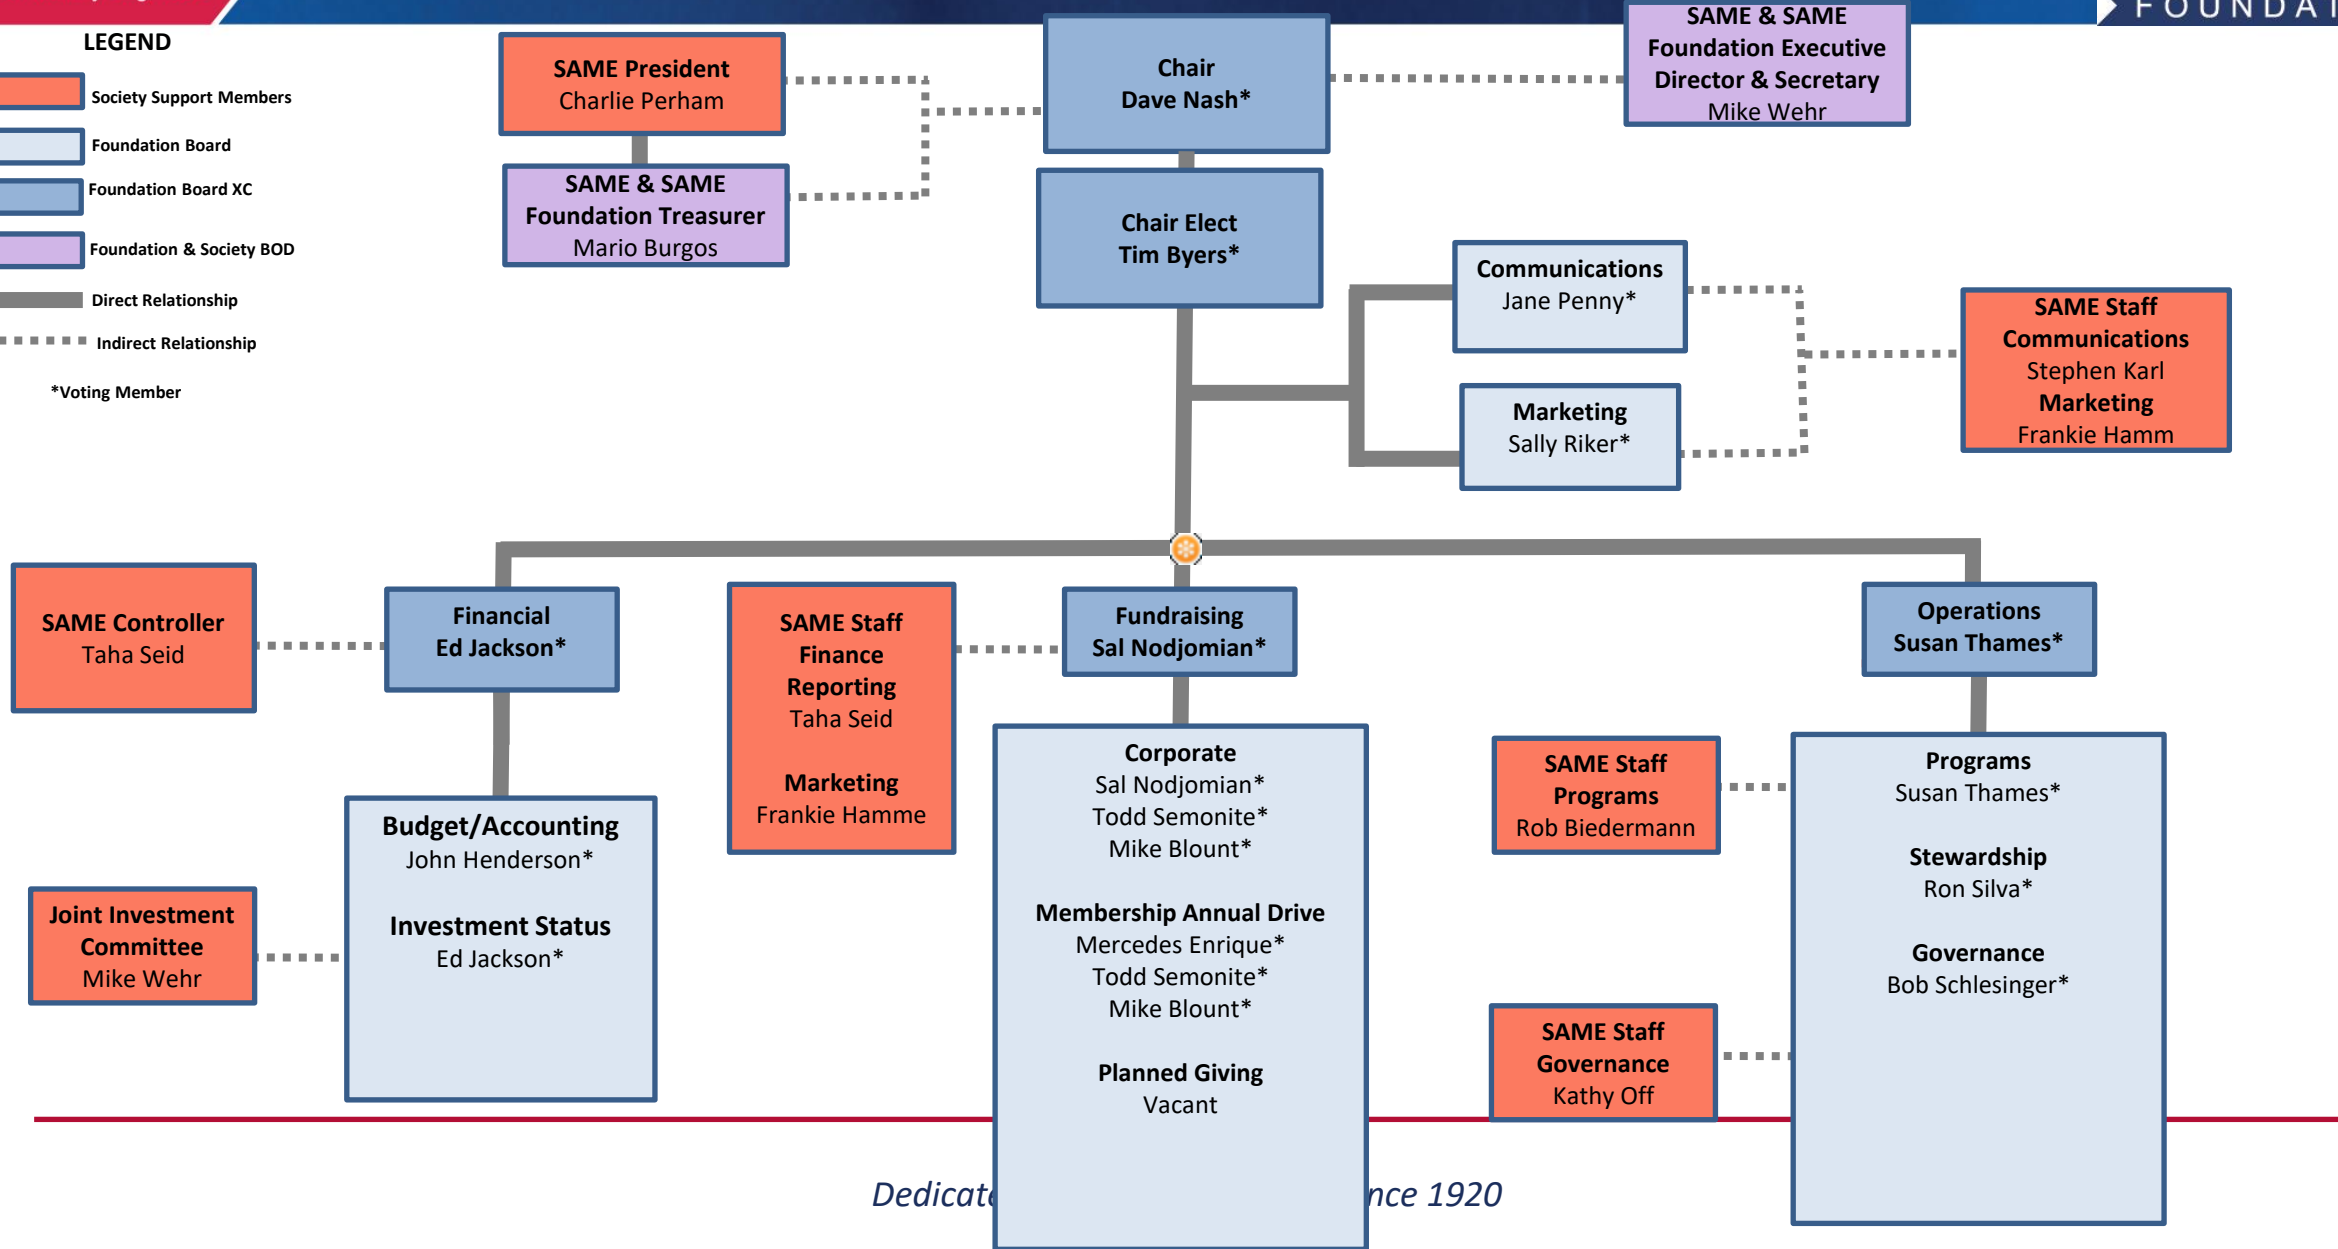 FOUNDAT
LEGEND
Society Support Members
Foundation Board
Foundation Board XC
Foundation & Society BOD
Direct Relationship
Indirect Relationship
*Voting Member
SAME President
Charlie Perham
SAME & SAME
Foundation Treasurer
Mario Burgos
Chair
Dave Nash*
Chair Elect
Tim Byers*
SAME & SAME
Foundation Executive
Director & Secretary
Mike Wehr
Communications
Jane Penny*
Marketing
Sally Riker*
SAME Staff
Communications
Stephen Karl
Marketing
Frankie Hamm
SAME Controller
Taha Seid
Financial
Ed Jackson*
SAME Staff
Finance
Reporting
Taha Seid
Marketing
Frankie Hamme
Fundraising
Sal Nodjomian*
Operations
Susan Thames*
Joint Investment
Committee
Mike Wehr
Budget/Accounting
John Henderson*
Investment Status
Ed Jackson*
Corporate
Sal Nodjomian*
Todd Semonite*
Mike Blount*
Membership Annual Drive
Mercedes Enrique*
Todd Semonite*
Mike Blount*
Planned Giving
Vacant
SAME Staff
Programs
Rob Biedermann
SAME Staff
Governance
Kathy Off
Programs
Susan Thames*
Stewardship
Ron Silva*
Governance
Bob Schlesinger*
Dedicate nce 1920